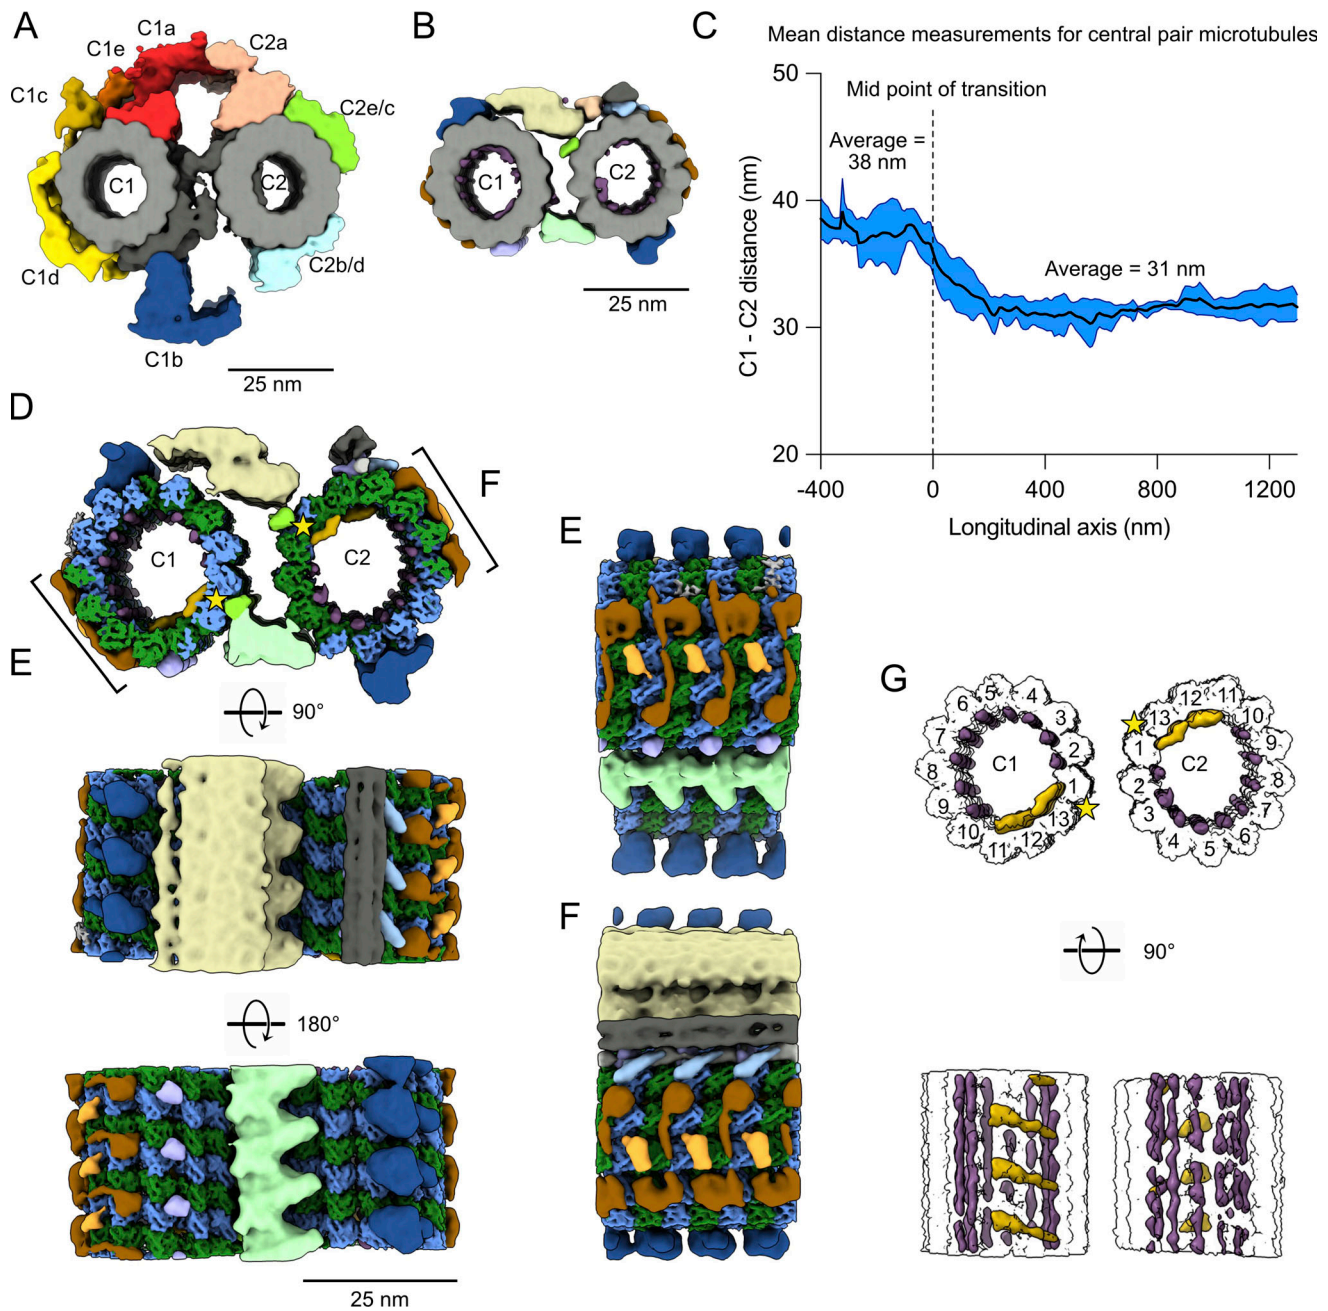 A
C1a
C1e
C2a
C1c
C2e/c
C1
C2
C1d
C2b/d
C1b
25 nm
B
C1
C2
25 nm
C
Mean distance measurements for central pair microtubules
50
Mid point of transition
Average =
38 nm
40
Average = 31 nm
30
20
C1 - C2 distance (nm)
-400
0
400
800
1200
Longitudinal axis (nm)
D
F
C1
C2
E
90°
180°
25 nm
E
F
G
5
4
6
3
7
2
C1
8
1
9
13
10
12
11
12
11
13
10
1
9
C2
2
8
3
7
4
6
5
90°